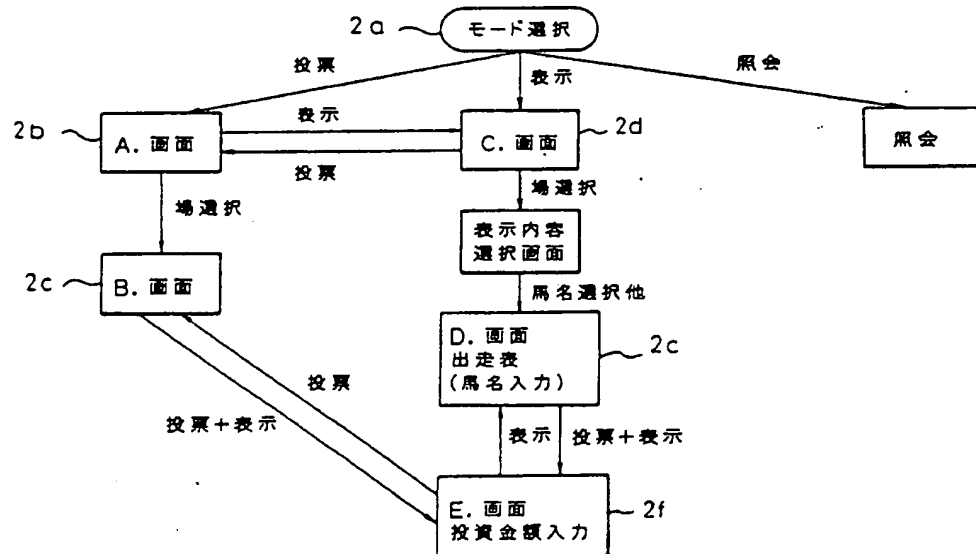 2a
モード選択
投票
表示
照会
2b
A. 画面
表示
投票
C. 画面
2d
照会
場選択
場選択
表示内容
選択画面
2c
B. 画面
馬名選択他
D. 画面
出走表
(馬名入力)
2c
投票
投票+表示
表示
投票+表示
E. 画面
投資金額入力
2f